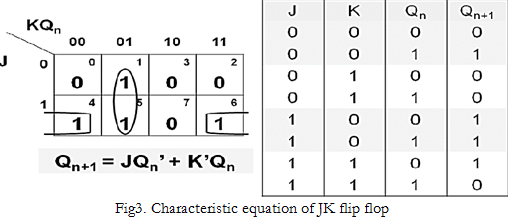 KQn
00 01 10 11
J 0 0 1 3 2
0 1 0 0
1 4 5 7 6
1 1 0 1
Qn+1 = JQn' + K'Qn
J K Qn Qn+1
0 0 0 0
0 0 1 1
0 1 0 0
0 1 1 0
1 0 0 1
1 0 1 1
1 1 0 1
1 1 1 0
Fig3. Characteristic equation of JK flip flop